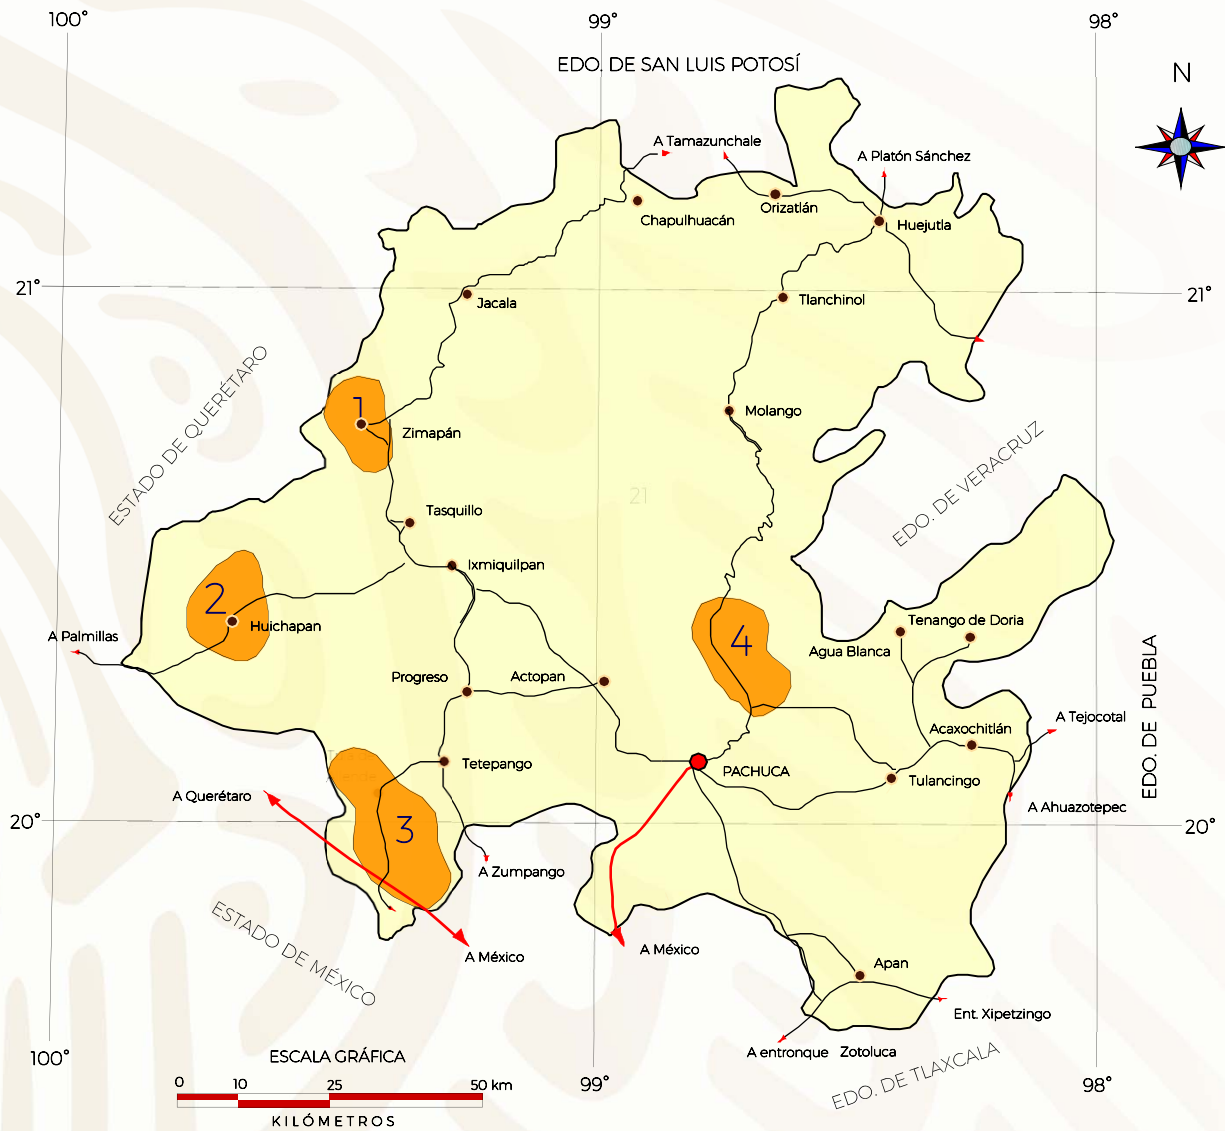 100°
99°
98°
EDO. DE SAN LUIS POTOSÍ
N
A Tamazunchale
A Platón Sánchez
Orizatlán
Chapulhuacán
Huejutla
21°
21°
Jacala
Tlanchinol
ESTADO DE QUERÉTARO
1
Zimapán
Molango
EDO. DE VERACRUZ
21
Tasquillo
Ixmiquilpan
2
Huichapan
A Palmillas
4
Tenango de Doria
Agua Blanca
EDO. DE PUEBLA
Progreso
Actopan
A Tejocotal
Acaxochitlán
Tetepango
PACHUCA
Tulancingo
A Querétaro
A Ahuazotepec
20°
3
20°
A Zumpango
ESTADO DE MÉXICO
A México
A México
Apan
Ent. Xipetzingo
A entronque Zotoluca
EDO. DE TLAXCALA
100°
99°
98°
ESCALA GRÁFICA
0 10 25 50 km
KILÓMETROS